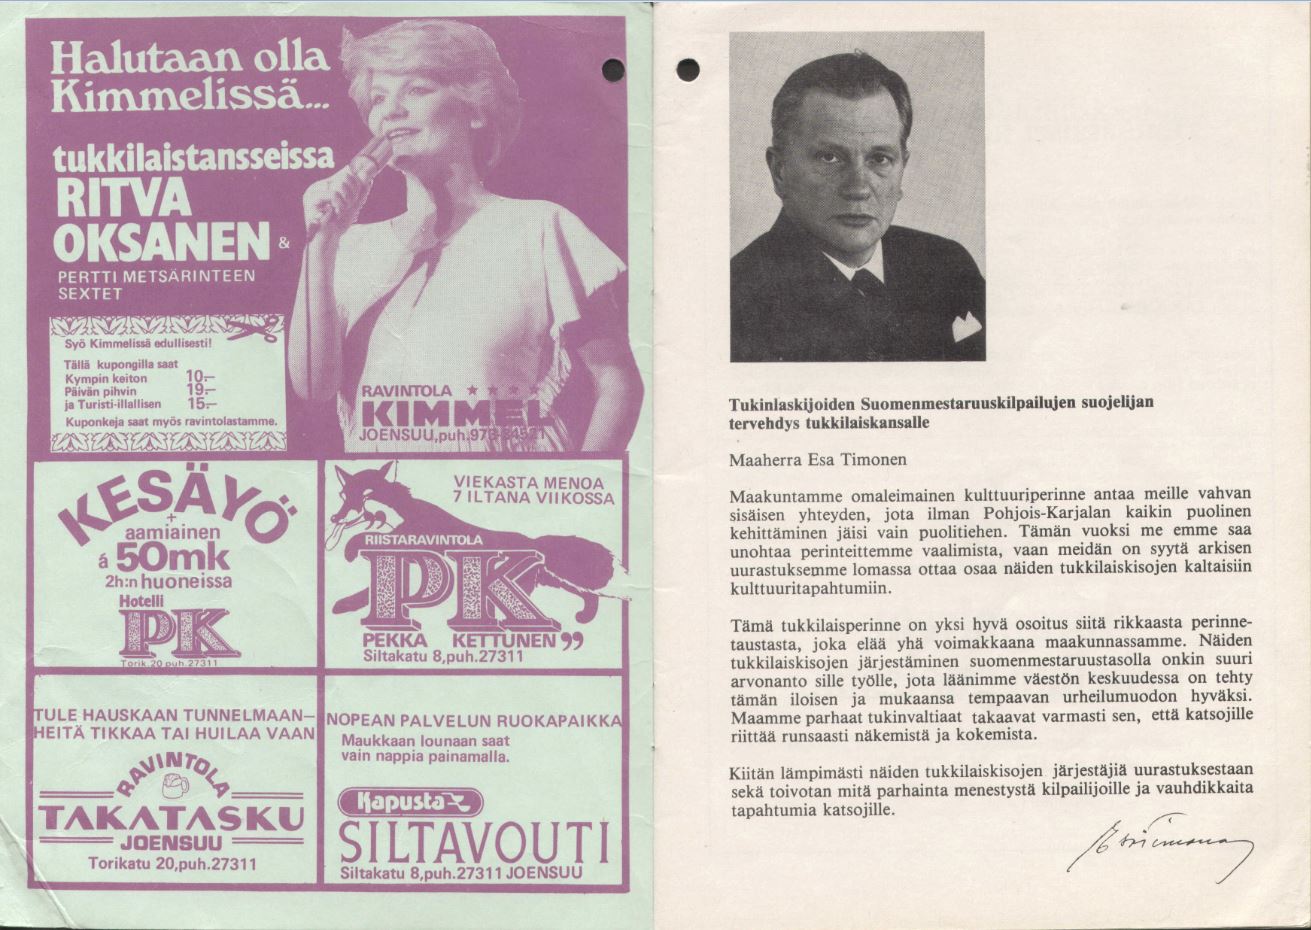 Halutaan olla
Kimmelissä...
tukkilaistansseissa
RITVA
OKSANEN &
PERTTI METSÄRINTEEN
SEXTET
Syö Kimmelissä edullisesti!
Tällä kupongilla saat
Kympin keiton 10:-
Päivän pihvin 19:-
ja Turisti-illallisen 15:-
Kuponkeja saat myös ravintolastamme.
RAVINTOLA ★ ★ ★ ★
KIMMEL
JOENSUU, puh.
KESÄYÖ
+
aamiainen
á 50mk
2h:n huoneissa
Hotelli
PK
Torik. 20 puh. 27311
VIEKASTA MENOA
7 ILTANA VIIKOSSA
RIISTARAVINTOLA
PK
PEKKA KETTUNEN ”
Siltakatu 8, puh. 27311
TULE HAUSKAAN TUNNELMAAN—
HEITÄ TIKKAA TAI HUILAA VAAN
RAVINTOLA
TAKATASKU
JOENSUU
Torikatu 20, puh. 27311
NOPEAN PALVELUN RUOKAPAIKKA
Maukkaan lounaan saat
vain nappia painamalla.
Kapusta
SILTAVOUTI
Siltakatu 8, puh. 27311 JOENSUU
Tukinlaskijoiden Suomenmestaruuskilpailujen suojelijan
tervehdys tukkilaiskansalle
Maaherra Esa Timonen
Maakuntamme omaleimainen kulttuuriperinne antaa meille vahvan
sisäisen yhteyden, jota ilman Pohjois-Karjalan kaikin puolinen
kehittäminen jäisi vain puolitiehen. Tämän vuoksi me emme saa
unohtaa perinteittemme vaalimista, vaan meidän on syytä arkisen
uurastuksemme lomassa ottaa osaa näiden tukkilaiskisojen kaltaisiin
kulttuuritapahtumiin.
Tämä tukkilaisperinne on yksi hyvä osoitus siitä rikkaasta perinne-
taustasta, joka elää yhä voimakkaana maakunnassamme. Näiden
tukkilaiskisojen järjestäminen suomenmestaruustasolla onkin suuri
arvonanto sille työlle, jota läänimme väestön keskuudessa on tehty
tämän iloisen ja mukaansa tempaavan urheilumuodon hyväksi.
Maamme parhaat tukinvaltiaat takaavat varmasti sen, että katsojille
riittää runsaasti näkemistä ja kokemista.
Kiitän lämpimästi näiden tukkilaiskisojen järjestäjiä uurastuksestaan
sekä toivotan mitä parhainta menestystä kilpailijoille ja vauhdikkaita
tapahtumia katsojille.